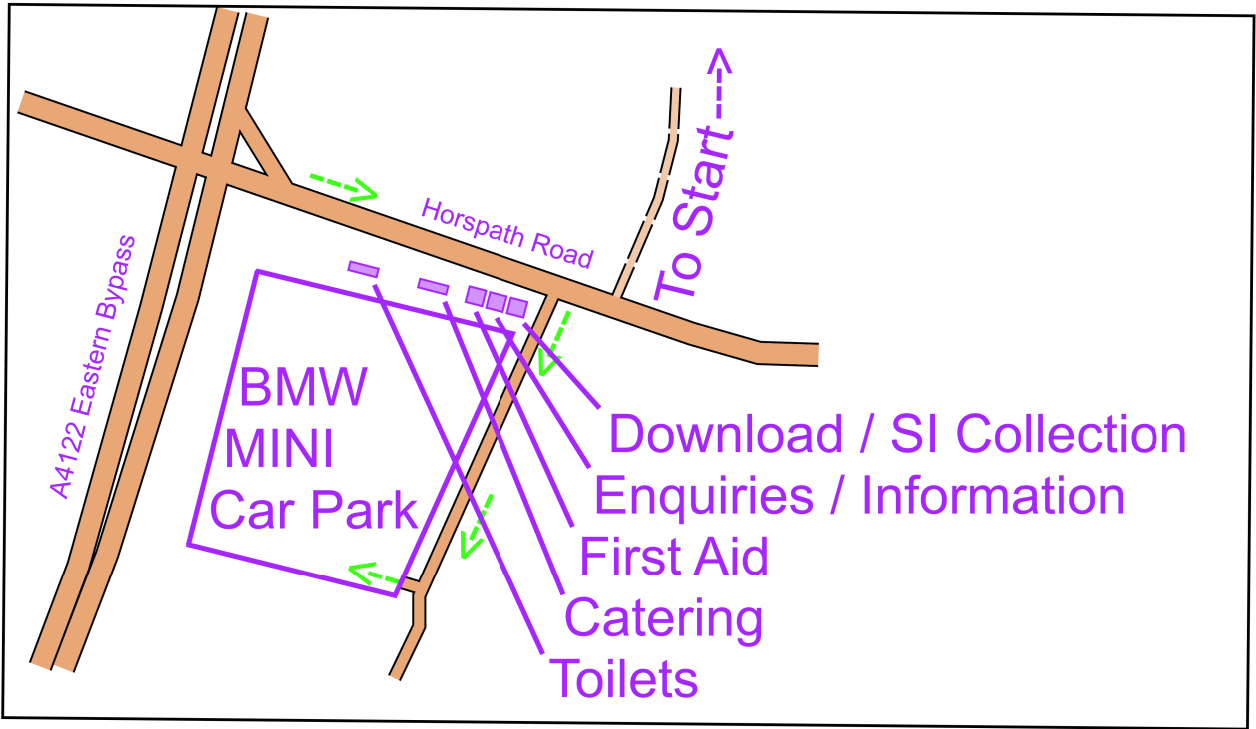 To Start
Horspath Road
A4122 Eastern Bypass
BMW
MINI
Car Park
Download / SI Collection
Enquiries / Information
First Aid
Catering
Toilets